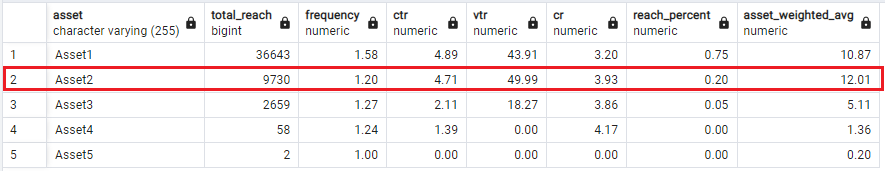 asset total_reach frequency ctr vtr cr reach_percent asset_weighted_avg
character varying (255) bigint numeric numeric numeric numeric numeric numeric
1 Asset1 36643 1.58 4.89 43.91 3.20 0.75 10.87
2 Asset2 9730 1.20 4.71 49.99 3.93 0.20 12.01
3 Asset3 2659 1.27 2.11 18.27 3.86 0.05 5.11
4 Asset4 58 1.24 1.39 0.00 4.17 0.00 1.36
5 Asset5 2 1.00 0.00 0.00 0.00 0.00 0.20